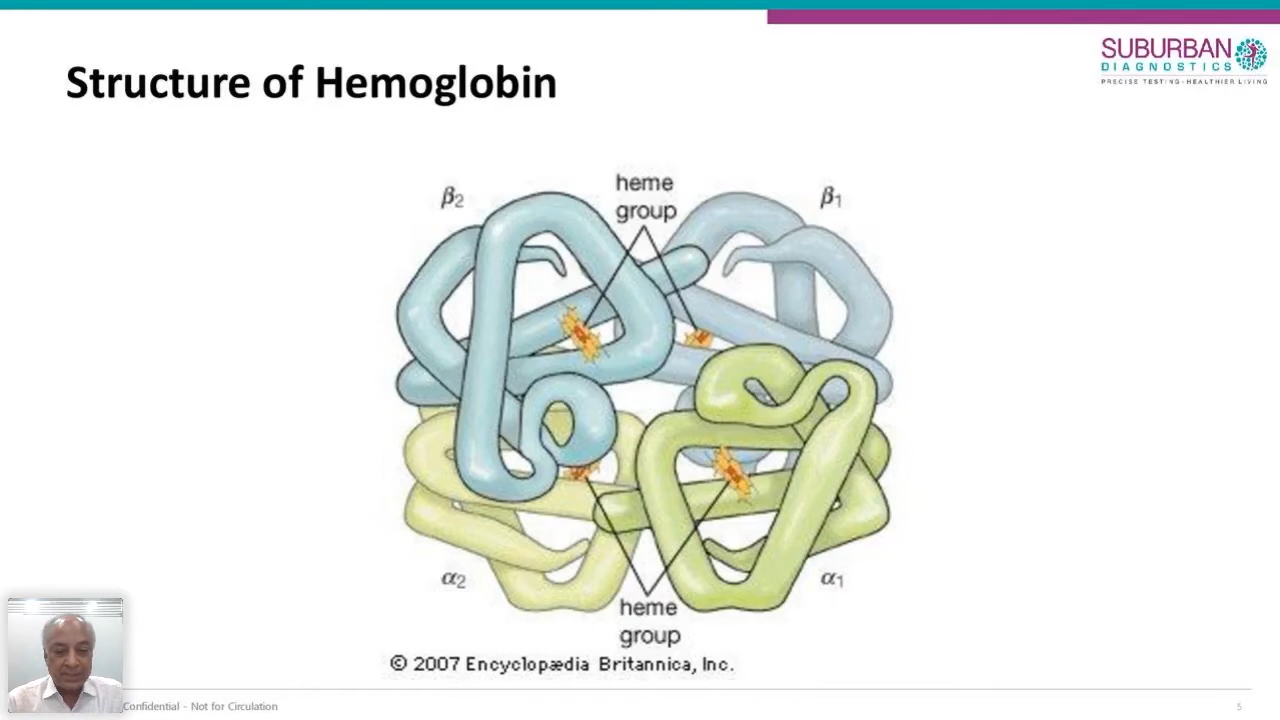 SUBURBAN
DIAGNOSTICS
PRECISE TESTING-HEALTHIER LIVING
Structure of Hemoglobin
heme
group
β2
β1
α2
α1
heme
group
© 2007 Encyclopædia Britannica, Inc.
Confidential - Not for Circulation
5